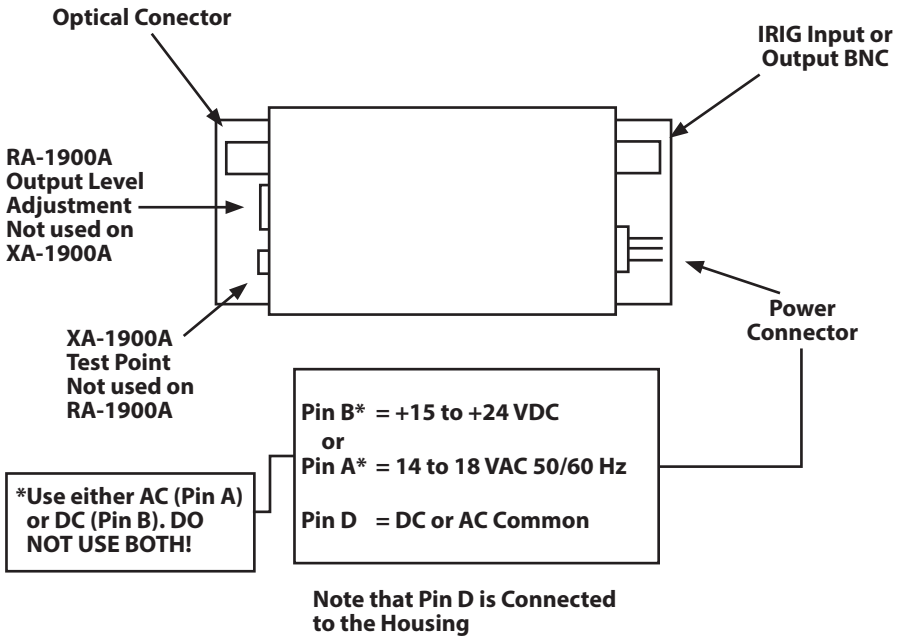 Optical Conector
IRIG Input or
Output BNC
RA-1900A
Output Level
Adjustment
Not used on
XA-1900A
XA-1900A
Test Point
Not used on
RA-1900A
Power
Connector
Pin B* = +15 to +24 VDC
or
Pin A* = 14 to 18 VAC 50/60 Hz
Pin D = DC or AC Common
*Use either AC (Pin A)
or DC (Pin B). DO
NOT USE BOTH!
Note that Pin D is Connected
to the Housing